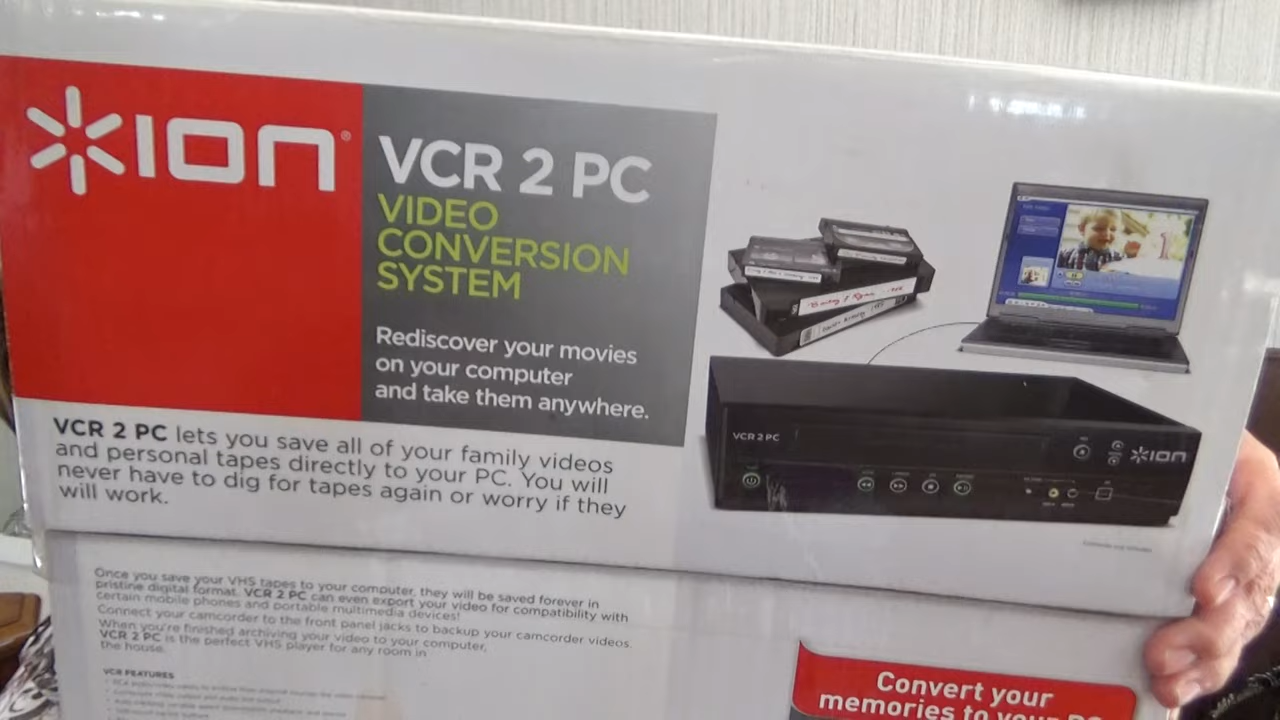 ION®
VCR 2 PC
VIDEO
CONVERSION
SYSTEM
Rediscover your movies
on your computer
and take them anywhere.
VCR 2 PC lets you save all of your family videos
and personal tapes directly to your PC. You will
never have to dig for tapes again or worry if they
will work.
VCR 2 PC
ION
Once you save your VHS tapes to your computer, they will be saved forever in
pristine digital format. VCR 2 PC can even export your video for compatibility with
certain mobile phones and portable multimedia devices!
Connect your camcorder to the front panel jacks to backup your camcorder videos.
When you're finished archiving your video to your computer,
VCR 2 PC is the perfect VHS player for any room in
the house.
VCR FEATURES
Convert your
memories to your